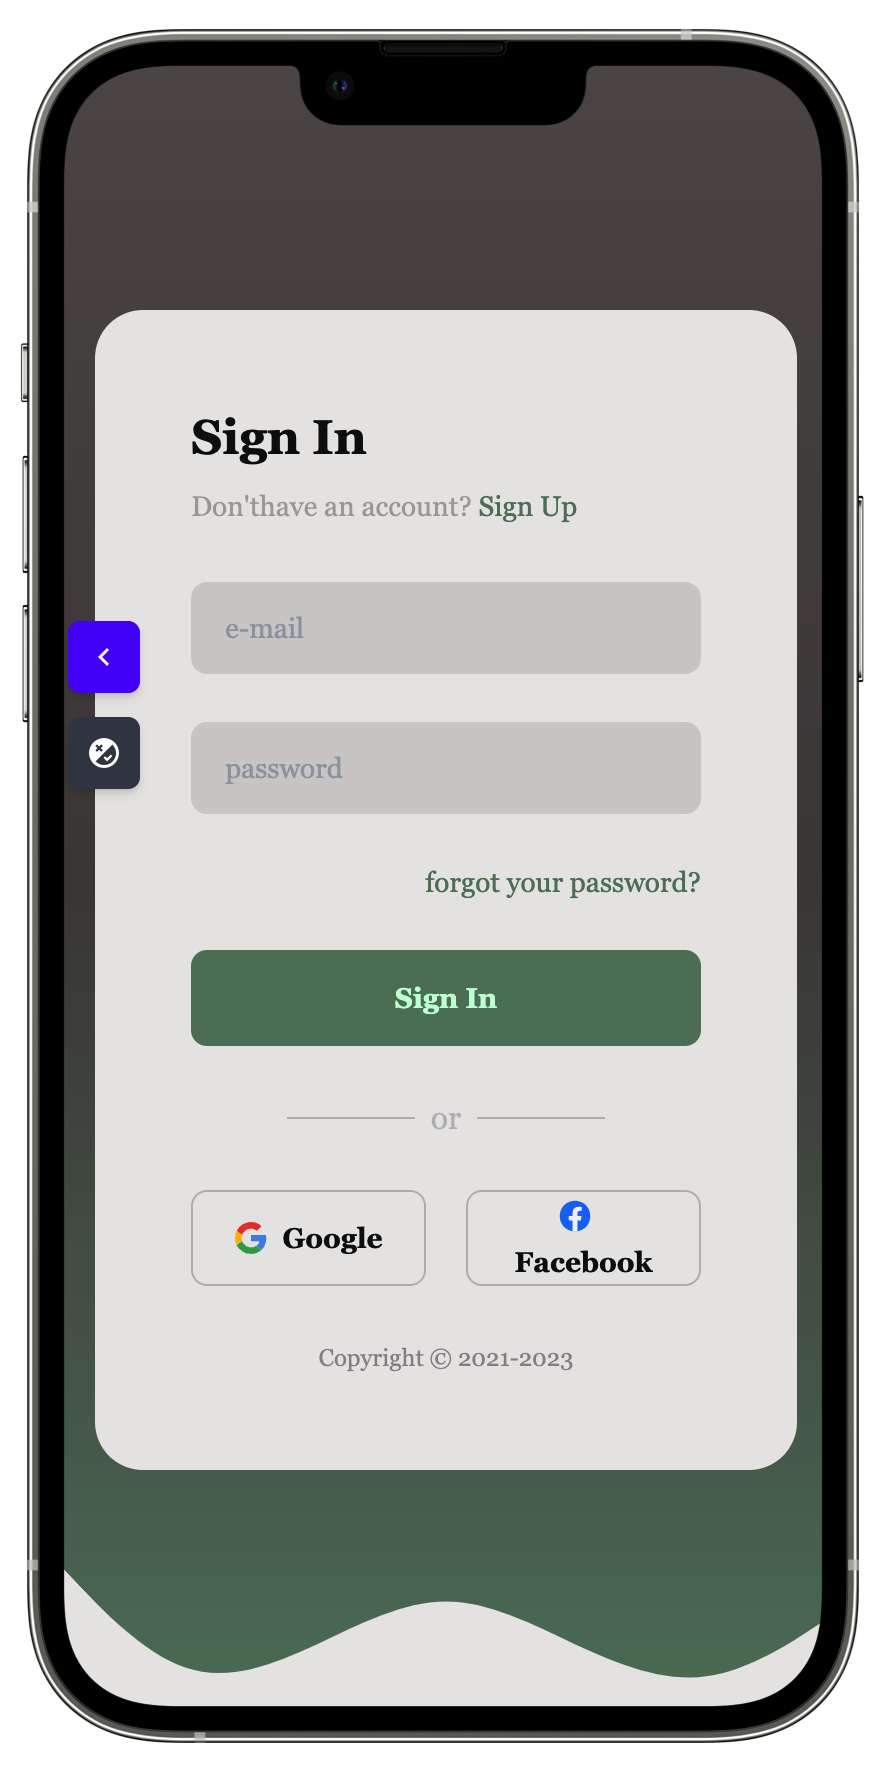 Sign In
Don'thave an account? Sign Up
e-mail
password
forgot your password?
Sign In
or
Google
Facebook
Copyright © 2021-2023